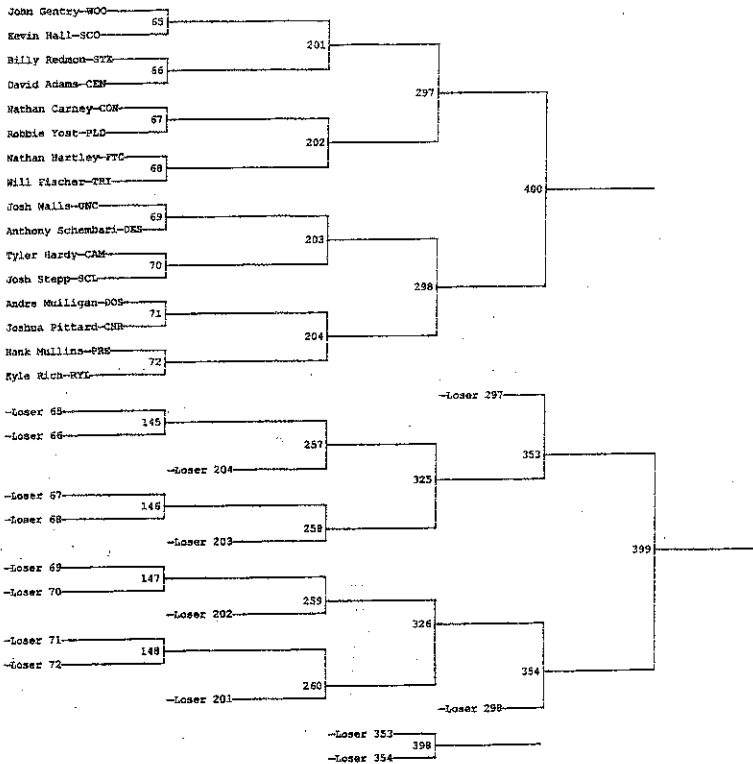 John Gentry-WOO
65
Kevin Hall-SCO
201
Billy Redmon-STE
66
David Adams-CEN
297
Nathan Carney-CON
67
Robbie Yost-PLO
202
Nathan Hartley-FTC
68
Will Fischer-TRI
400
Josh Walls-UNC
69
Anthony Schembari-DES
203
Tyler Hardy-CAM
70
Josh Stepp-SCL
298
Andre Mulligan-DOS
71
Joshua Pittard-CHR
204
Hank Mullins-PRE
72
Kyle Rich-RYL
-Loser 297
-Loser 65
145
-Loser 66
257
353
-Loser 204
325
-Loser 67
146
-Loser 68
258
-Loser 203
399
-Loser 69
147
-Loser 70
259
-Loser 202
326
-Loser 71
148
-Loser 72
354
260
-Loser 201
-Loser 298
-Loser 353
398
-Loser 354